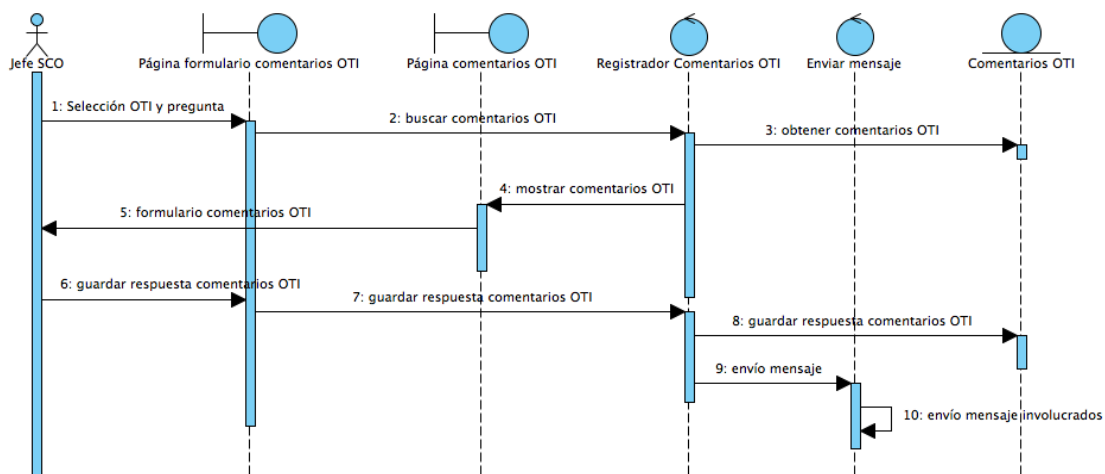 Jefe SCO
Página formulario comentarios OTI
Página comentarios OTI
Registrador Comentarios OTI
Enviar mensaje
Comentarios OTI
1: Selección OTI y pregunta
2: buscar comentarios OTI
3: obtener comentarios OTI
4: mostrar comentarios OTI
5: formulario comentarios OTI
6: guardar respuesta comentarios OTI
7: guardar respuesta comentarios OTI
8: guardar respuesta comentarios OTI
9: envío mensaje
10: envío mensaje involucrados